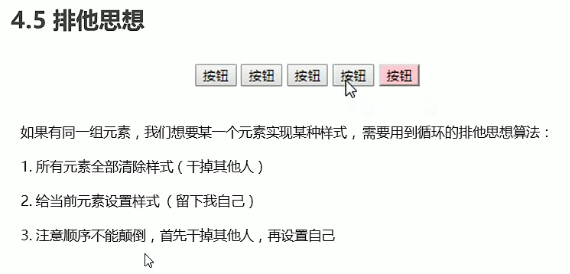 4.5 排他思想
按钮 按钮 按钮 按钮 按钮
如果有同一组元素，我们想要某一个元素实现某种样式，需要用到循环的排他思想算法：
1. 所有元素全部清除样式（干掉其他人）
2. 给当前元素设置样式 （留下我自己）
3. 注意顺序不能颠倒，首先干掉其他人，再设置自己